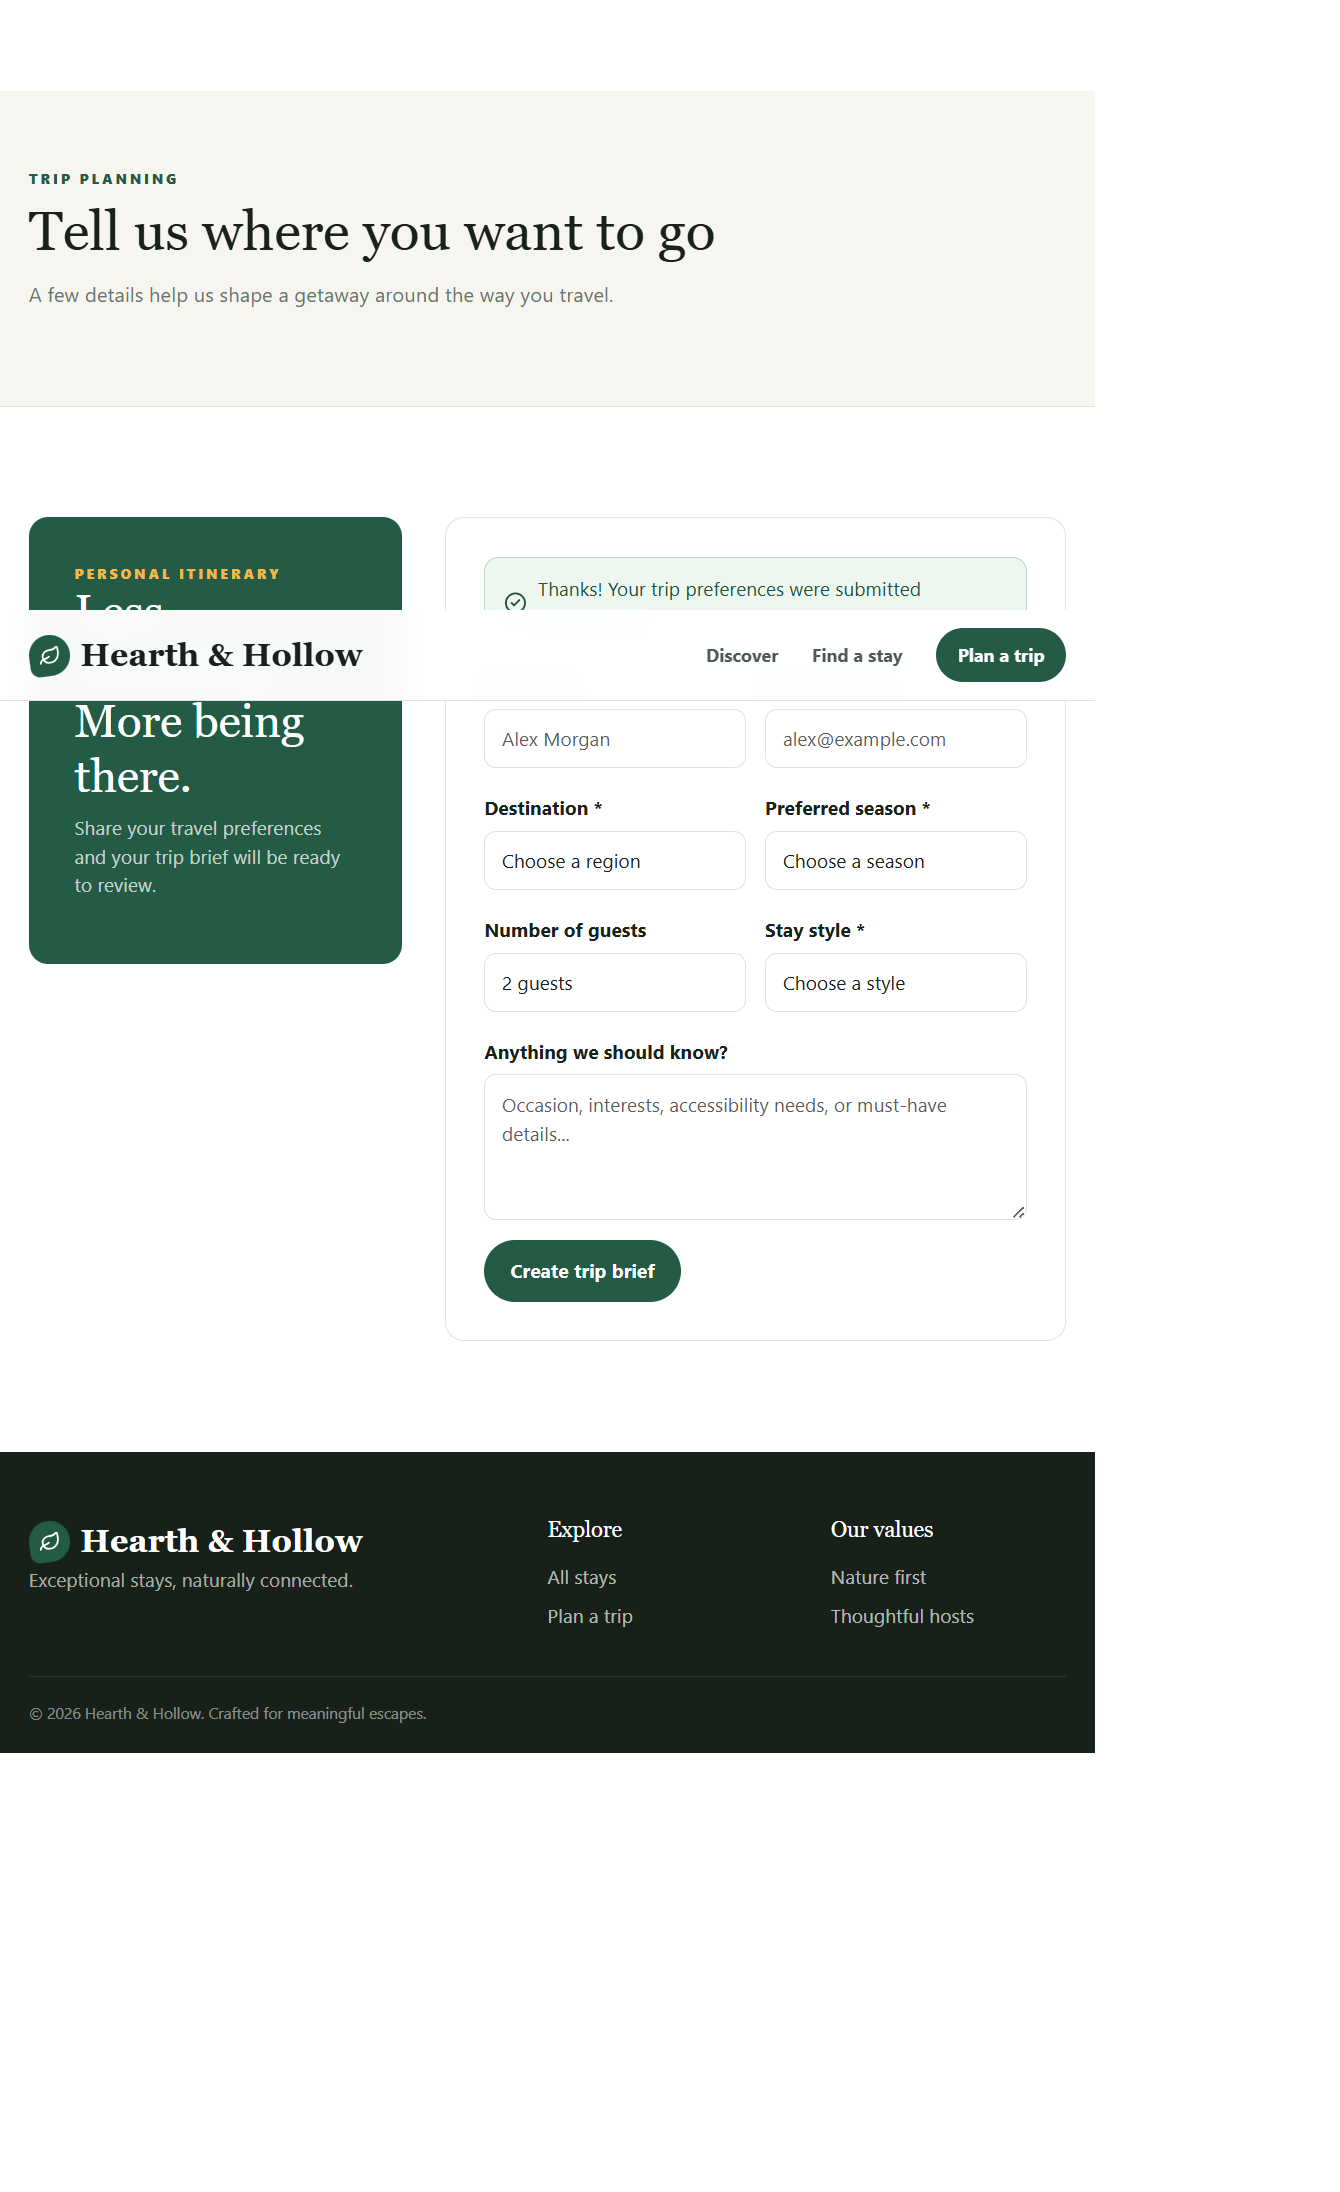 TRIP PLANNING
Tell us where you want to go
A few details help us shape a getaway around the way you travel.
PERSONAL ITINERARY
Thanks! Your trip preferences were submitted
Hearth & Hollow
Discover
Find a stay
Plan a trip
More being
there.
Share your travel preferences
and your trip brief will be ready
to review.
Alex Morgan
alex@example.com
Destination *
Preferred season *
Choose a region
Choose a season
Number of guests
Stay style *
2 guests
Choose a style
Anything we should know?
Occasion, interests, accessibility needs, or must-have
details...
Create trip brief
Hearth & Hollow
Exceptional stays, naturally connected.
Explore
All stays
Plan a trip
Our values
Nature first
Thoughtful hosts
© 2026 Hearth & Hollow. Crafted for meaningful escapes.